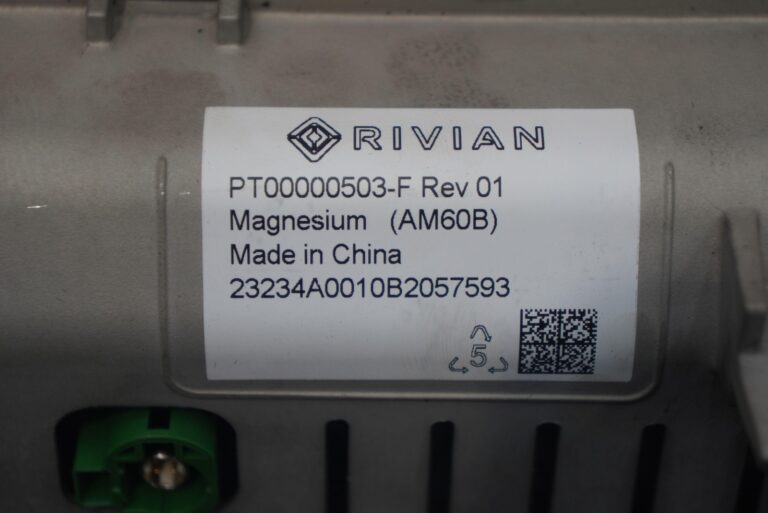 RIVIAN
PT00000503-F Rev 01
Magnesium (AM60B)
Made in China
23234A0010B2057593
5